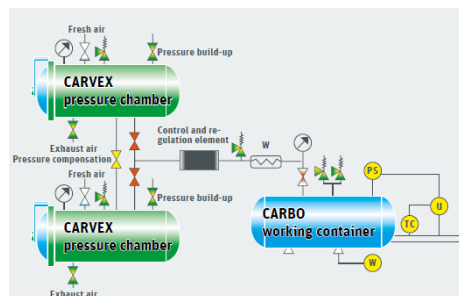 Fresh air
Pressure build-up
CARVEX
pressure chamber
Exhaust air
Pressure compensation
Control and re-
gulation element
W
Fresh air
Pressure build-up
PS
CARVEX
pressure chamber
CARBO
working container
U
TC
W
Exhaust air